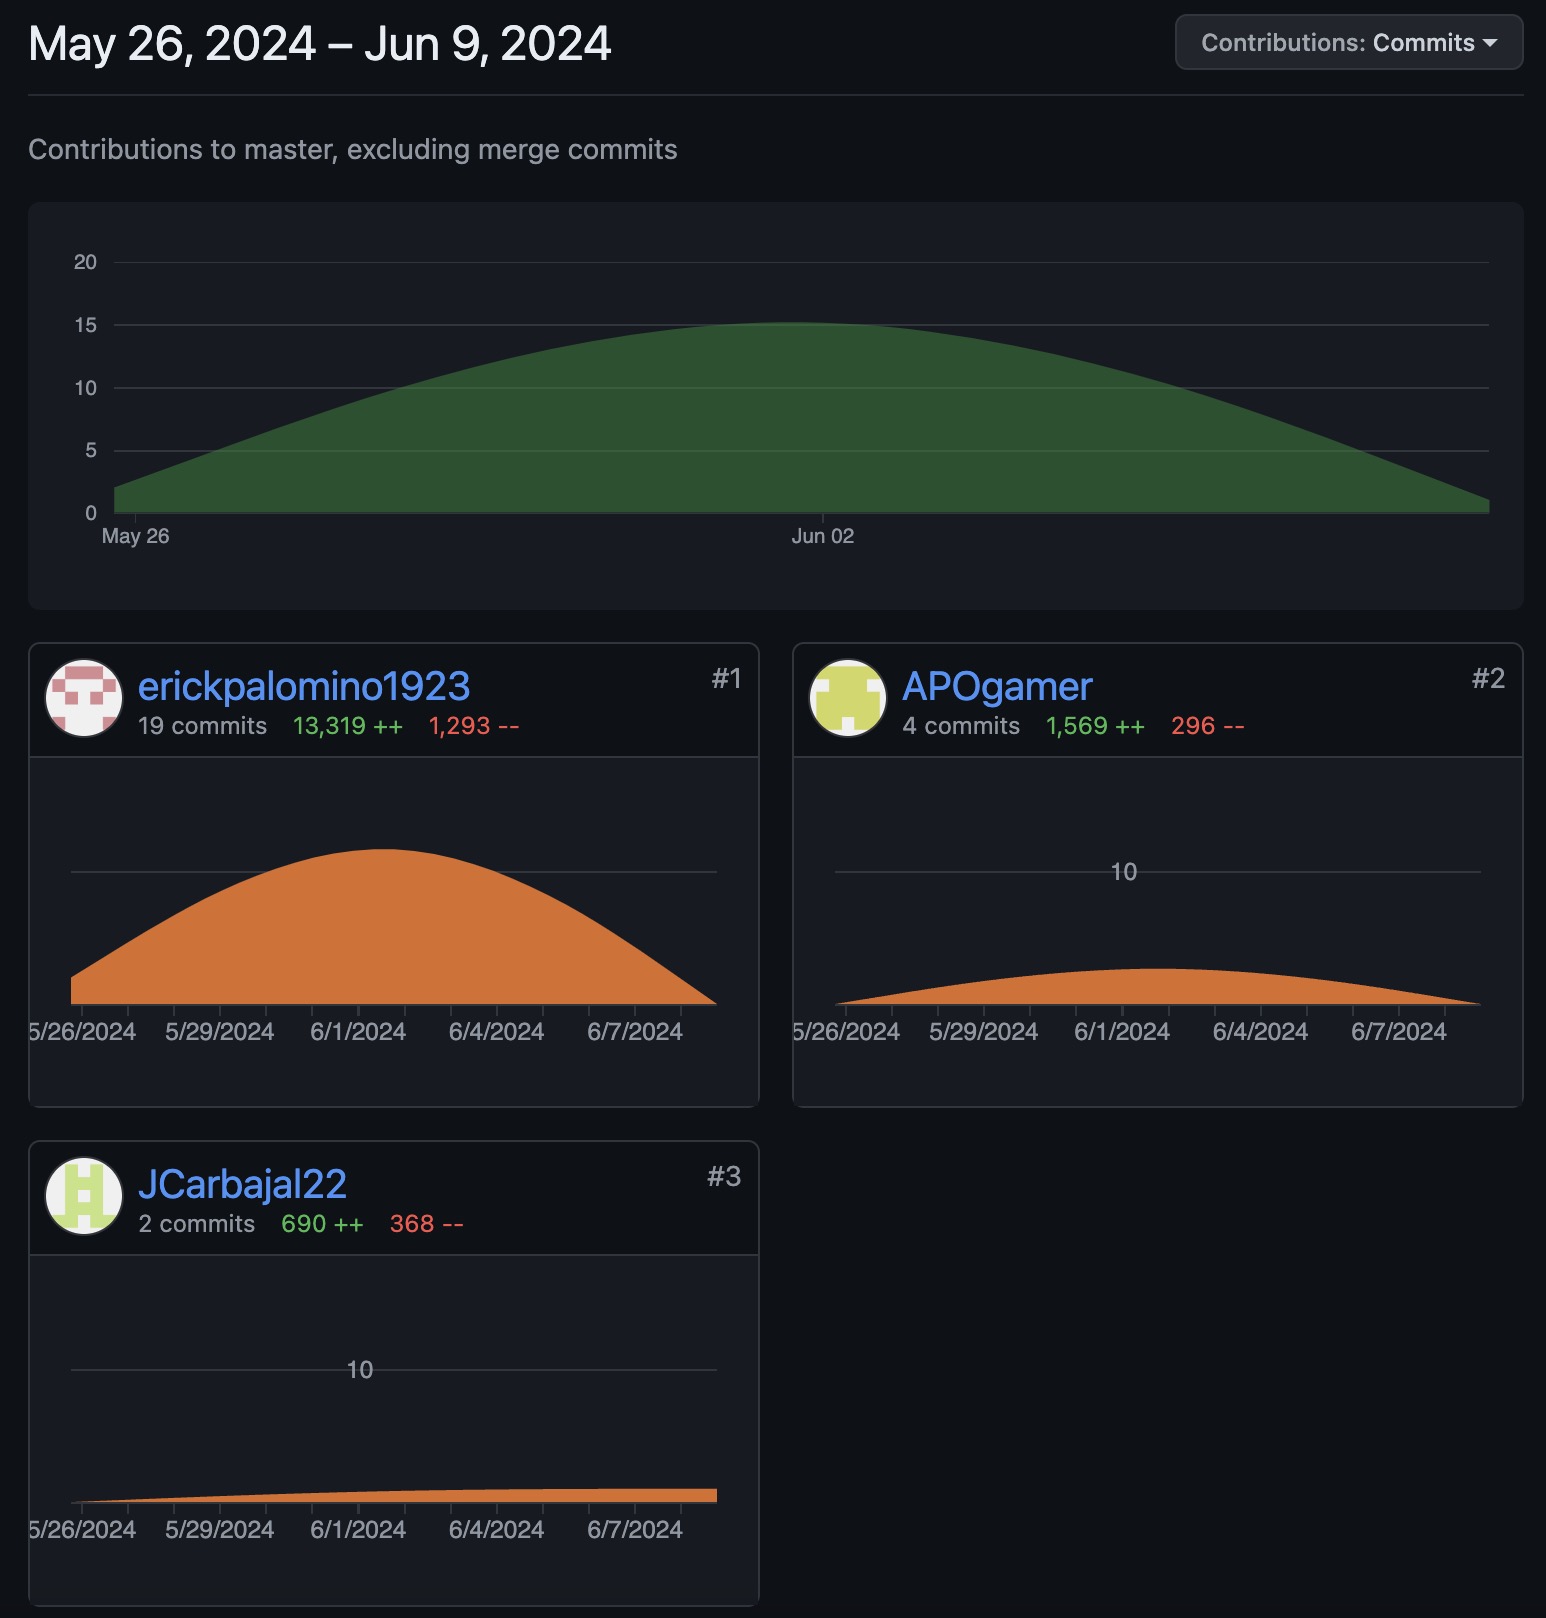 May 26, 2024 – Jun 9, 2024
Contributions: Commits
Contributions to master, excluding merge commits
20
15
10
5
0
May 26 Jun 02
erickpalomino1923 #1
19 commits 13,319 ++ 1,293 --
5/26/2024 5/29/2024 6/1/2024 6/4/2024 6/7/2024
APOgamer #2
4 commits 1,569 ++ 296 --
10
5/26/2024 5/29/2024 6/1/2024 6/4/2024 6/7/2024
JCarbajal22 #3
2 commits 690 ++ 368 --
10
5/26/2024 5/29/2024 6/1/2024 6/4/2024 6/7/2024